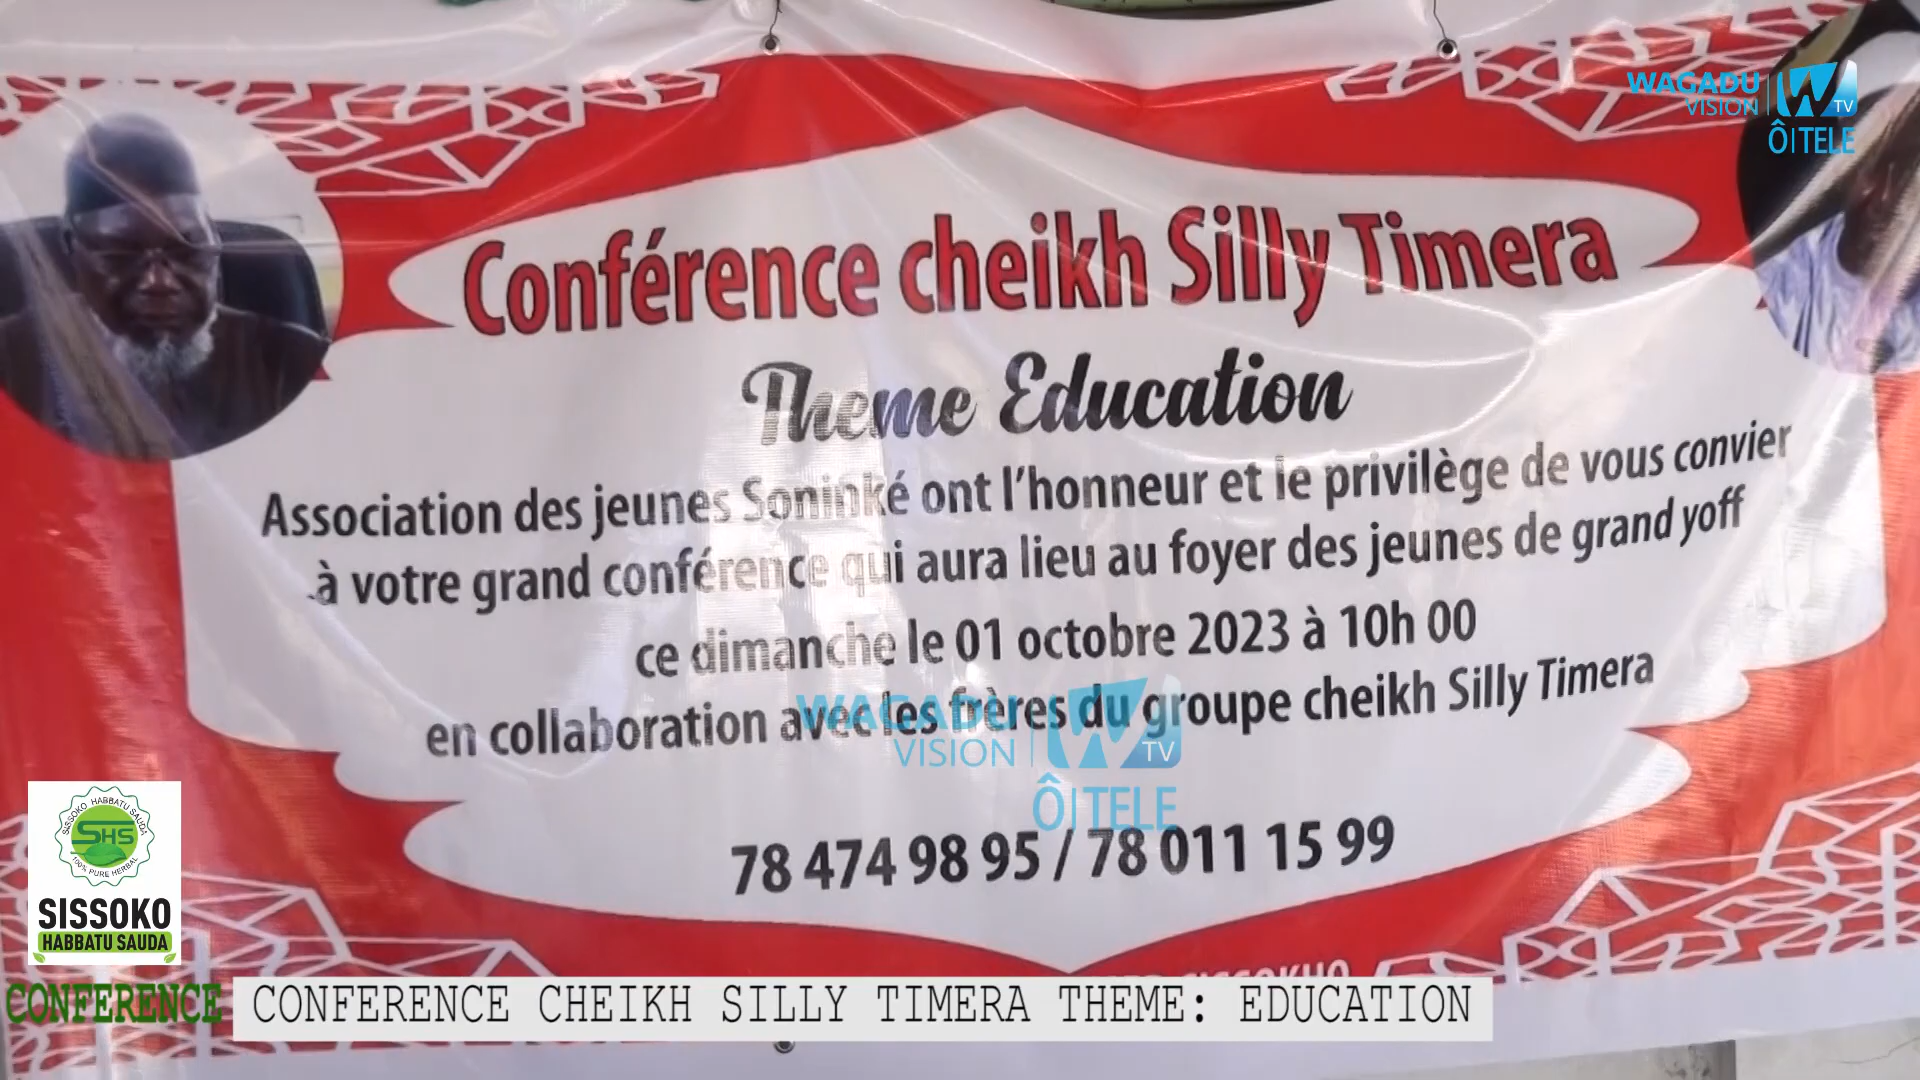 WAGADU
VISION
TV
ÔITELE
Conférence cheikh Silly Timera
Theme Education
Association des jeunes Soninké ont l'honneur et le privilège de vous convier
à votre grand conférence qui aura lieu au foyer des jeunes de grand yoff
ce dimanche le 01 octobre 2023 à 10h 00
en collaboration avec les frères du groupe cheikh Silly Timera
WAGADU
VISION
TV
ÔITELE
78 474 98 95 / 78 011 15 99
SISSOKO HABBATU SAUDA
SHS
100% PURE HERBAL
SISSOKO
HABBATU SAUDA
SISSOKHO
CONFERENCE
CONFERENCE CHEIKH SILLY TIMERA THEME: EDUCATION